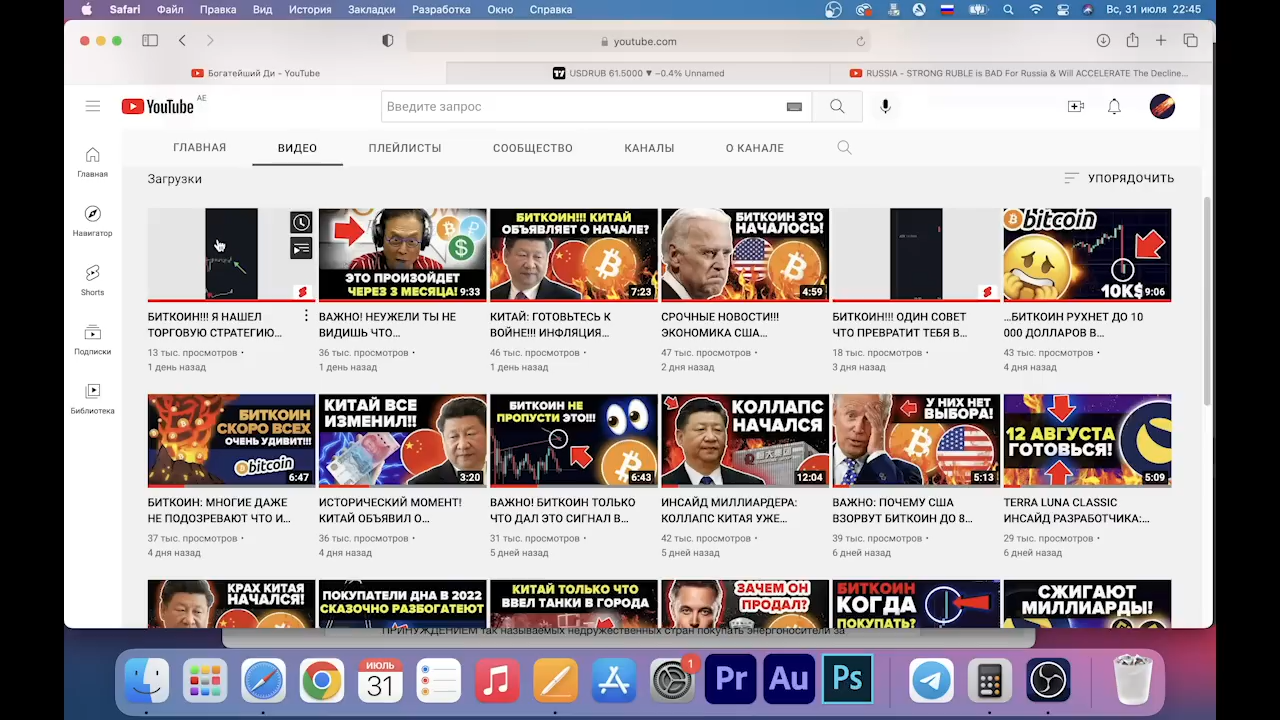 Safari Файл Правка Вид История Закладки Разработка Окно Справка Вс, 31 июля 22:45
youtube.com
Богатейший Ди - YouTube
USDRUB 61.5000 ▼ −0.4% Unnamed
RUSSIA - STRONG RUBLE is BAD For Russia & Will ACCELERATE The Decline...
YouTube AE
Введите запрос
ГЛАВНАЯ ВИДЕО ПЛЕЙЛИСТЫ СООБЩЕСТВО КАНАЛЫ О КАНАЛЕ
Главная
Навигатор
Shorts
Подписки
Библиотека
Загрузки
УПОРЯДОЧИТЬ
ЭТО ПРОИЗОЙДЕТ
ЧЕРЕЗ 3 МЕСЯЦА!
9:33
БИТКОИН!!! КИТАЙ
ОБЪЯВЛЯЕТ О НАЧАЛЕ?
7:23
БИТКОИН ЭТО
НАЧАЛОСЬ!
4:59
bitcoin
10K$
9:06
БИТКОИН!!! Я НАШЕЛ
ТОРГОВУЮ СТРАТЕГИЮ...
13 тыс. просмотров •
1 день назад
ВАЖНО! НЕУЖЕЛИ ТЫ НЕ
ВИДИШЬ ЧТО...
36 тыс. просмотров •
1 день назад
КИТАЙ: ГОТОВЬТЕСЬ К
ВОЙНЕ!!! ИНФЛЯЦИЯ...
46 тыс. просмотров •
1 день назад
СРОЧНЫЕ НОВОСТИ!!!
ЭКОНОМИКА США...
47 тыс. просмотров •
2 дня назад
БИТКОИН!!! ОДИН СОВЕТ
ЧТО ПРЕВРАТИТ ТЕБЯ В...
18 тыс. просмотров •
3 дня назад
...БИТКОИН РУХНЕТ ДО 10
000 ДОЛЛАРОВ В...
43 тыс. просмотров •
4 дня назад
БИТКОИН
СКОРО ВСЕХ
ОЧЕНЬ УДИВИТ!!!
bitcoin
6:47
КИТАЙ ВСЕ
ИЗМЕНИЛ!!
3:20
БИТКОИН НЕ
ПРОПУСТИ ЭТО!!!
6:43
КОЛЛАПС
НАЧАЛСЯ
12:04
У НИХ НЕТ
ВЫБОРА!
5:13
12 АВГУСТА
ГОТОВЬСЯ!
5:09
БИТКОИН: МНОГИЕ ДАЖЕ
НЕ ПОДОЗРЕВАЮТ ЧТО И...
37 тыс. просмотров •
4 дня назад
ИСТОРИЧЕСКИЙ МОМЕНТ!
КИТАЙ ОБЪЯВИЛ О...
36 тыс. просмотров •
4 дня назад
ВАЖНО! БИТКОИН ТОЛЬКО
ЧТО ДАЛ ЭТО СИГНАЛ В...
31 тыс. просмотров •
5 дней назад
ИНСАЙД МИЛЛИАРДЕРА:
КОЛЛАПС КИТАЯ УЖЕ...
42 тыс. просмотров •
5 дней назад
ВАЖНО: ПОЧЕМУ США
ВЗОРВУТ БИТКОИН ДО 8...
39 тыс. просмотров •
6 дней назад
TERRA LUNA CLASSIC
ИНСАЙД РАЗРАБОТЧИКА:...
29 тыс. просмотров •
6 дней назад
КРАХ КИТАЯ
НАЧАЛСЯ!
ПОКУПАТЕЛИ ДНА В 2022
СКАЗОЧНО РАЗБОГАТЕЮТ
КИТАЙ ТОЛЬКО ЧТО
ВВЕЛ ТАНКИ В ГОРОДА
ЗАЧЕМ ОН
ПРОДАЛ?
БИТКОИН
КОГДА
ПОКУПАТЬ?
СЖИГАЮТ
МИЛЛИАРДЫ!
ПРИНУЖДЕНИЕМ так называемых недружественных стран покупать энергоносители за
ИЮЛЬ
31
1
Pr Au Ps